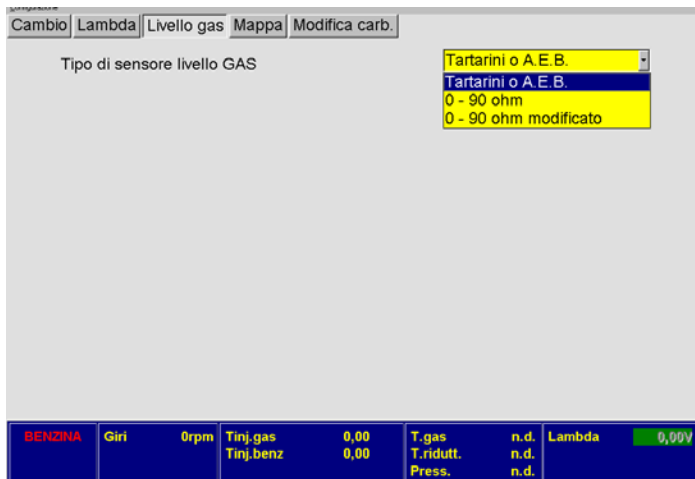 Cambio Lambda Livello gas Mappa Modifica carb.
Tipo di sensore livello GAS Tartarini o A.E.B.
Tartarini o A.E.B.
0 - 90 ohm
0 - 90 ohm modificato
BENZINA Giri 0rpm Tinj.gas 0,00 T.gas n.d. Lambda 0,00V
Tinj.benz 0,00 T.ridutt. n.d.
Press. n.d.